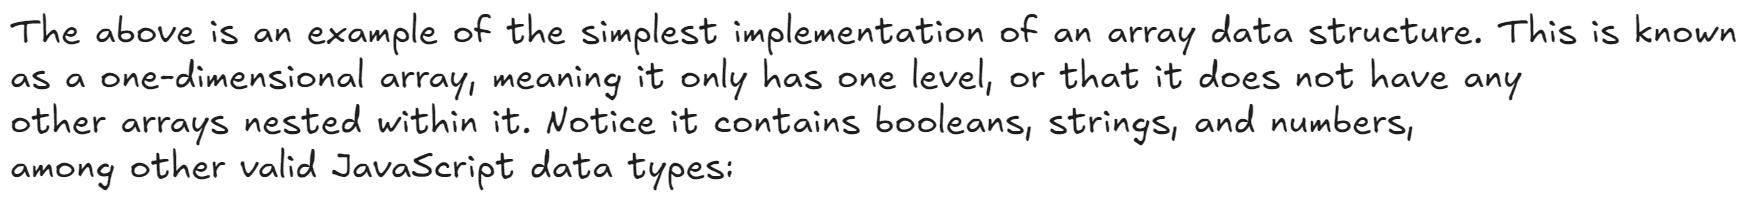 The above is an example of the simplest implementation of an array data structure. This is known
as a one-dimensional array, meaning it only has one level, or that it does not have any
other arrays nested within it. Notice it contains booleans, strings, and numbers,
among other valid JavaScript data types: